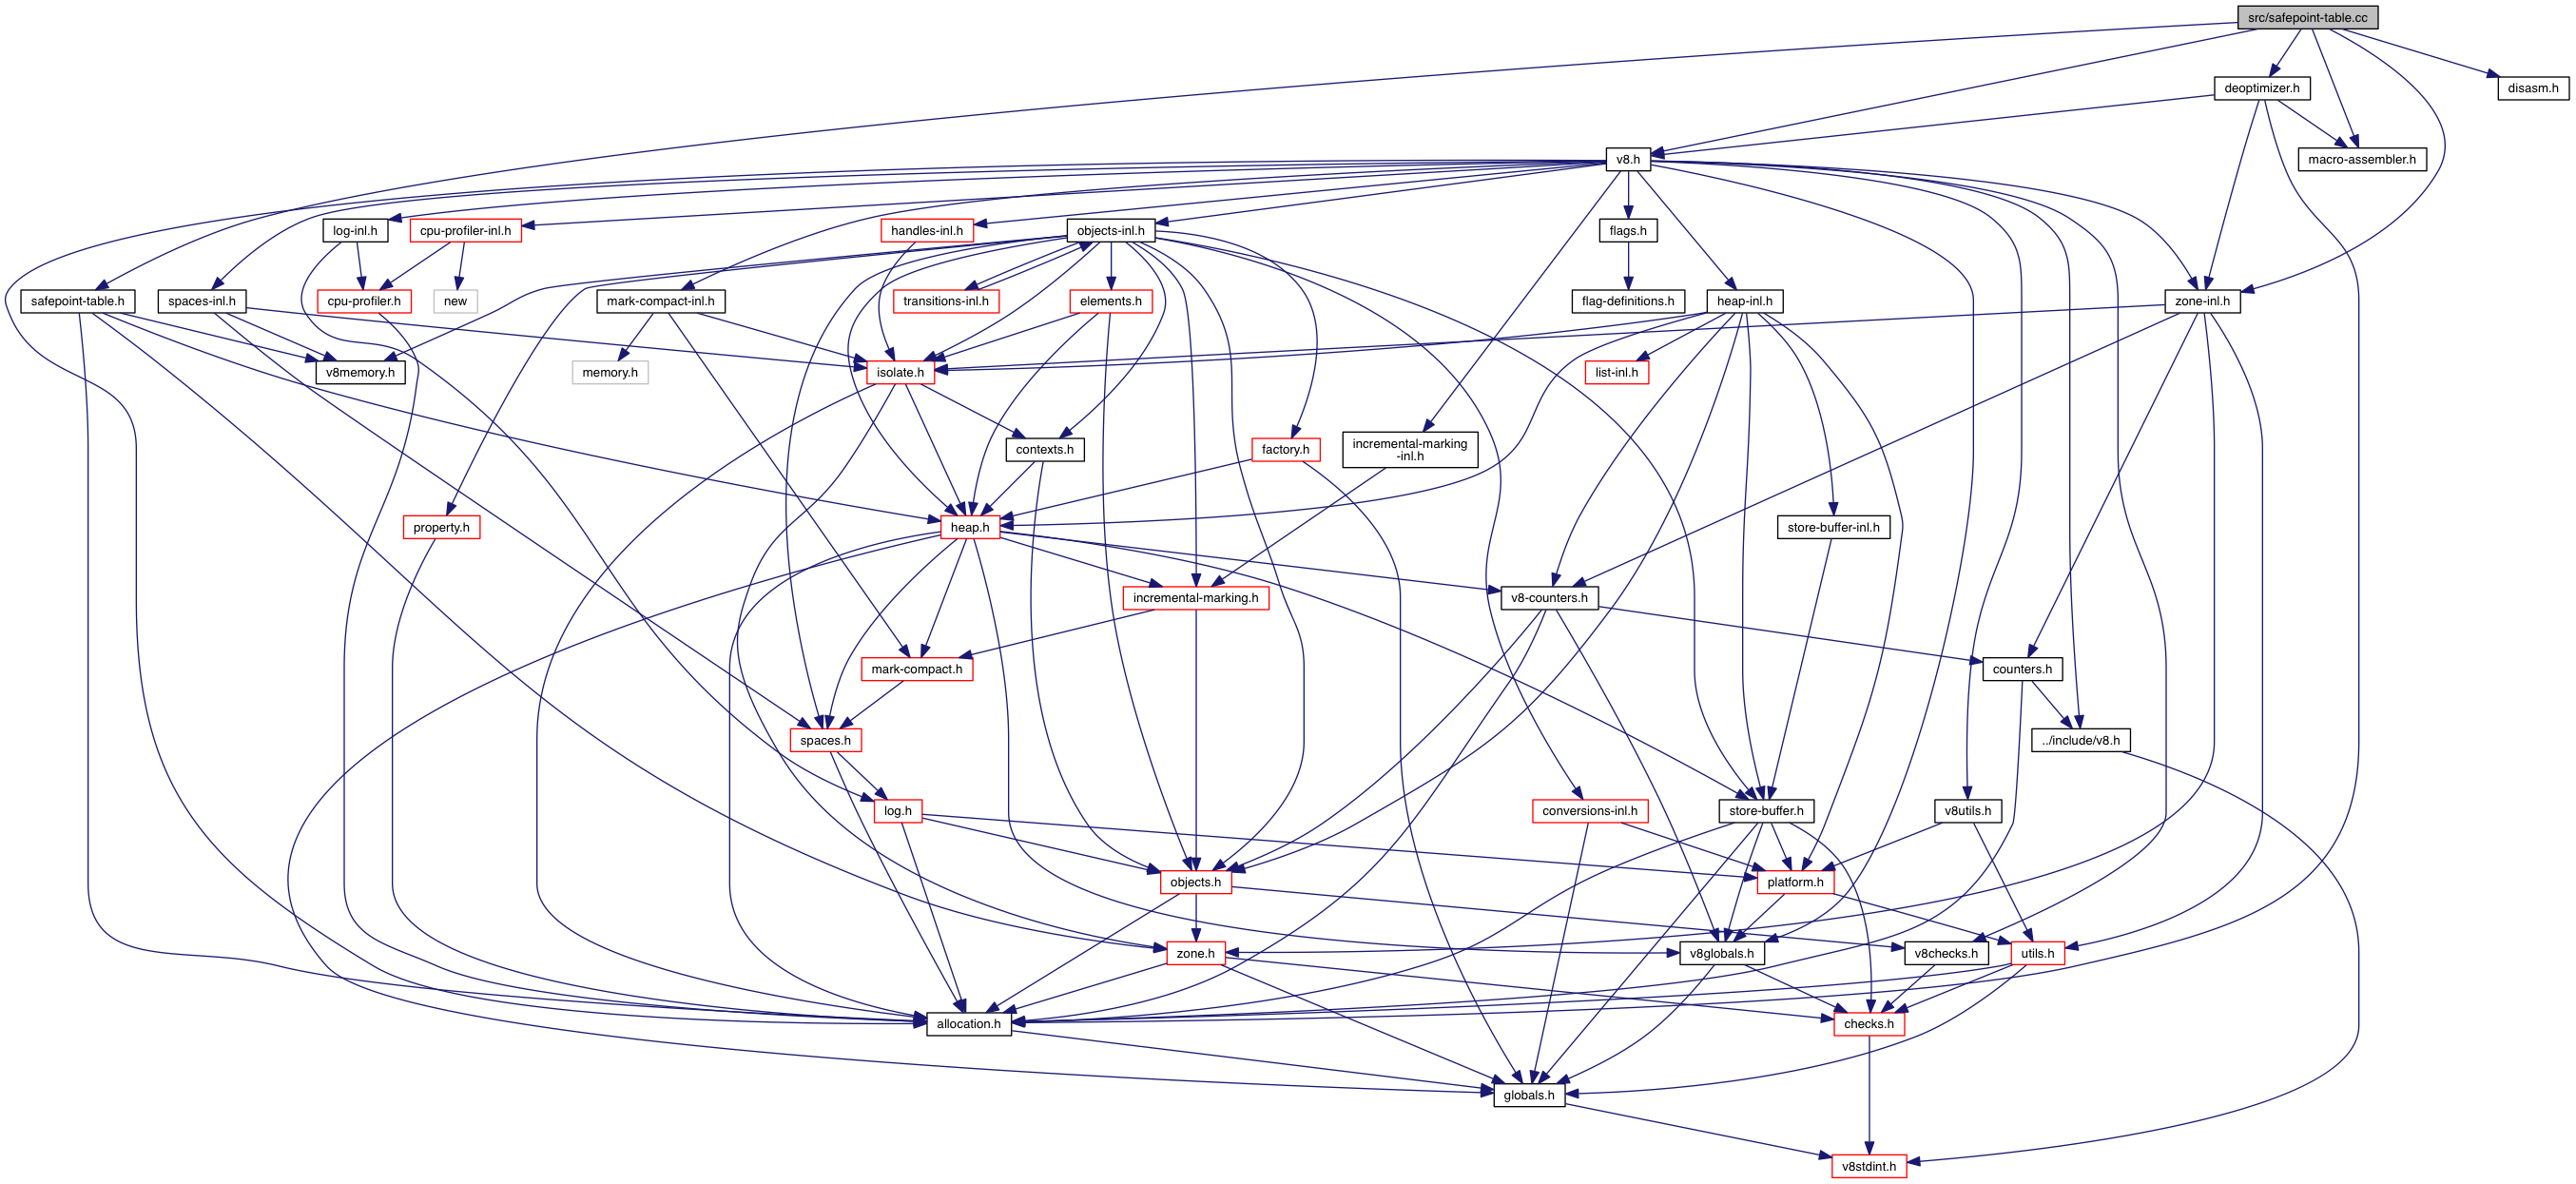 src/safepoint-table.cc
deoptimizer.h
disasm.h
v8.h
macro-assembler.h
log-inl.h
cpu-profiler-inl.h
handles-inl.h
objects-inl.h
flags.h
safepoint-table.h
spaces-inl.h
cpu-profiler.h
new
mark-compact-inl.h
transitions-inl.h
elements.h
flag-definitions.h
heap-inl.h
zone-inl.h
v8memory.h
memory.h
isolate.h
list-inl.h
contexts.h
factory.h
incremental-marking
-inl.h
property.h
heap.h
store-buffer-inl.h
incremental-marking.h
v8-counters.h
mark-compact.h
counters.h
spaces.h
../include/v8.h
log.h
conversions-inl.h
store-buffer.h
v8utils.h
objects.h
platform.h
zone.h
v8globals.h
v8checks.h
utils.h
allocation.h
checks.h
globals.h
v8stdint.h